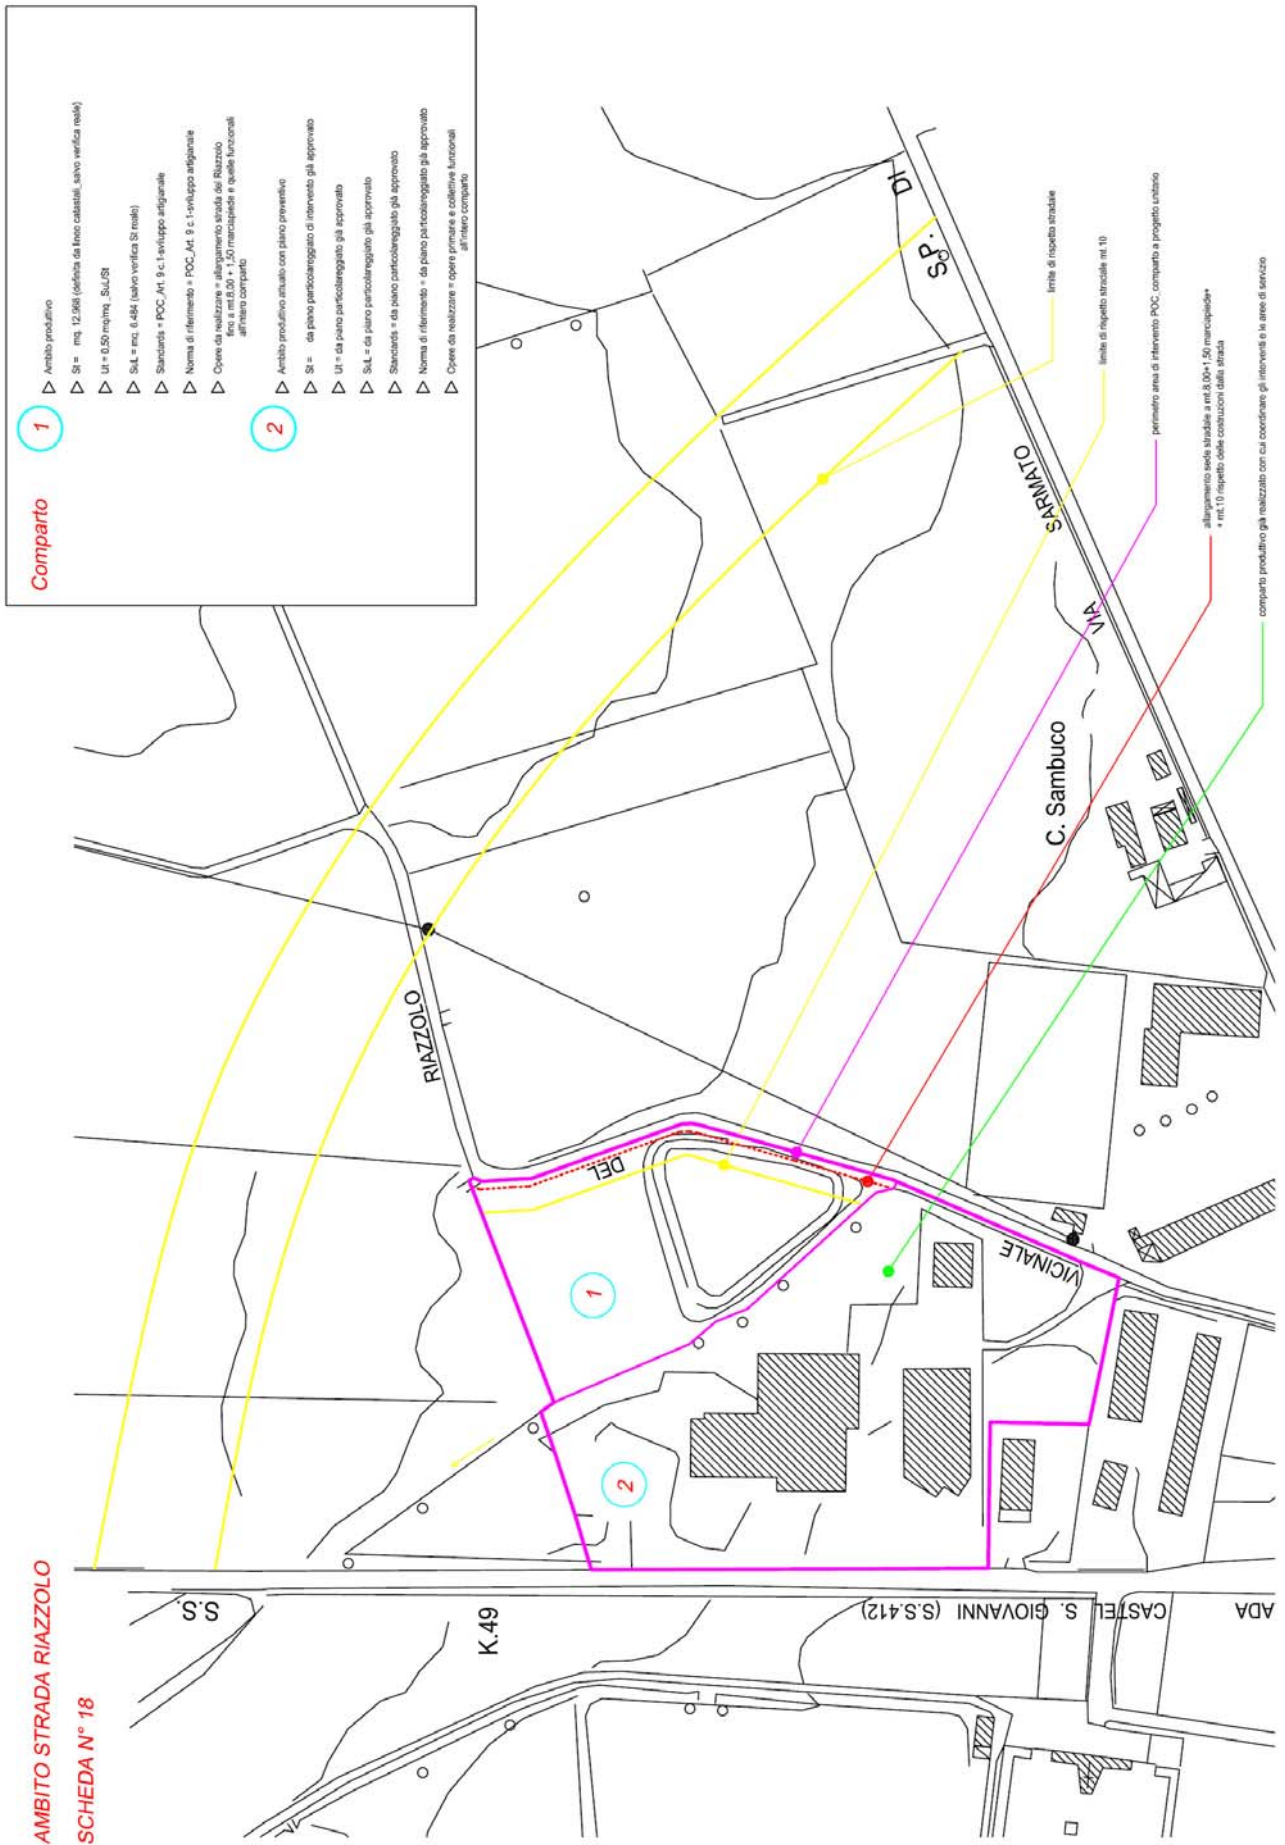 AMBITO STRADA RIAZZOLO
SCHEDA N° 18
Comparto
1
Ambito produttivo
St = mq. 12.968 (definita da linee catastali_salvo verifica reale)
Ut = 0,50 mq/mq_SuL/St
SuL = mq. 6.484 (salvo verifica St reale)
Standards = POC_Art. 9 c.1-sviluppo artigianale
Norma di riferimento = POC_Art. 9 c.1-sviluppo artigianale
Opere da realizzare = allargamento strada del Riazzolo
fino a mt.8,00 + 1,50 marciapiede e quelle funzionali
all'intero comparto
2
Ambito produttivo attuato con piano preventivo
St = da piano particolareggiato di intervento già approvato
Ut = da piano particolareggiato già approvato
SuL = da piano particolareggiato già approvato
Standards = da piano particolareggiato già approvato
Norma di riferimento = da piano particolareggiato già approvato
Opere da realizzare = opere primarie e collettive funzionali
all'intero comparto
S.P. DI
SARMATO
VIA
C. Sambuco
RIAZZOLO
DEL
VICINALE
1
2
S.S.
K.49
CASTEL S. GIOVANNI (S.S.412)
ADA
limite di rispetto stradale
limite di rispetto stradale mt.10
perimetro area di intervento POC_comparto a progetto unitario
allargamento sede stradale a mt.8,00+1,50 marciapiede+
+ mt.10 rispetto delle costruzioni dalla strada
comparto produttivo già realizzato con cui coordinare gli interventi e le aree di servizio